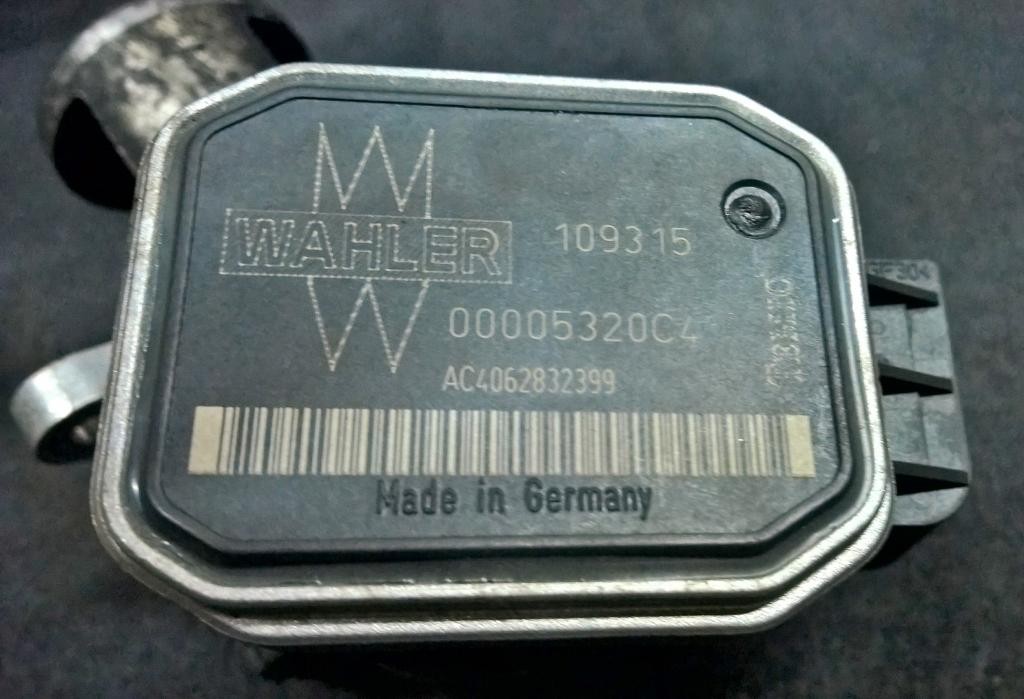 WAHLER
109315
00005320C4
AC4062832399
Made in Germany